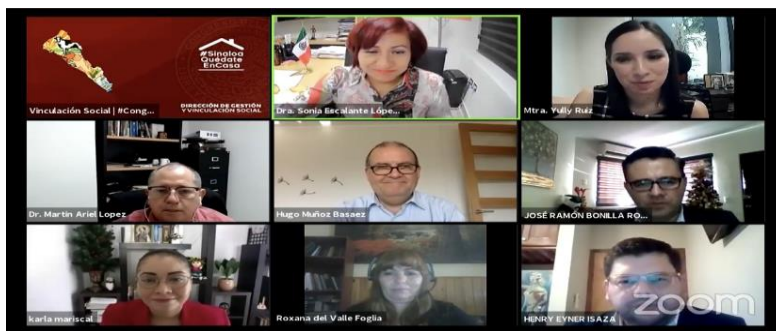 #Sinaloa
Quédate
EnCasa
Vinculación Social | #Cong...
DIRECCIÓN DE GESTIÓN
Y VINCULACIÓN SOCIAL
Dra. Sonia Escalante Lópe...
Mtra. Yully Ruiz
Dr. Martin Ariel Lopez
Hugo Muñoz Basaez
JOSÉ RAMÓN BONILLA RO...
karla mariscal
Roxana del Valle Foglia
HENRY EYNER ISAZA
zoom